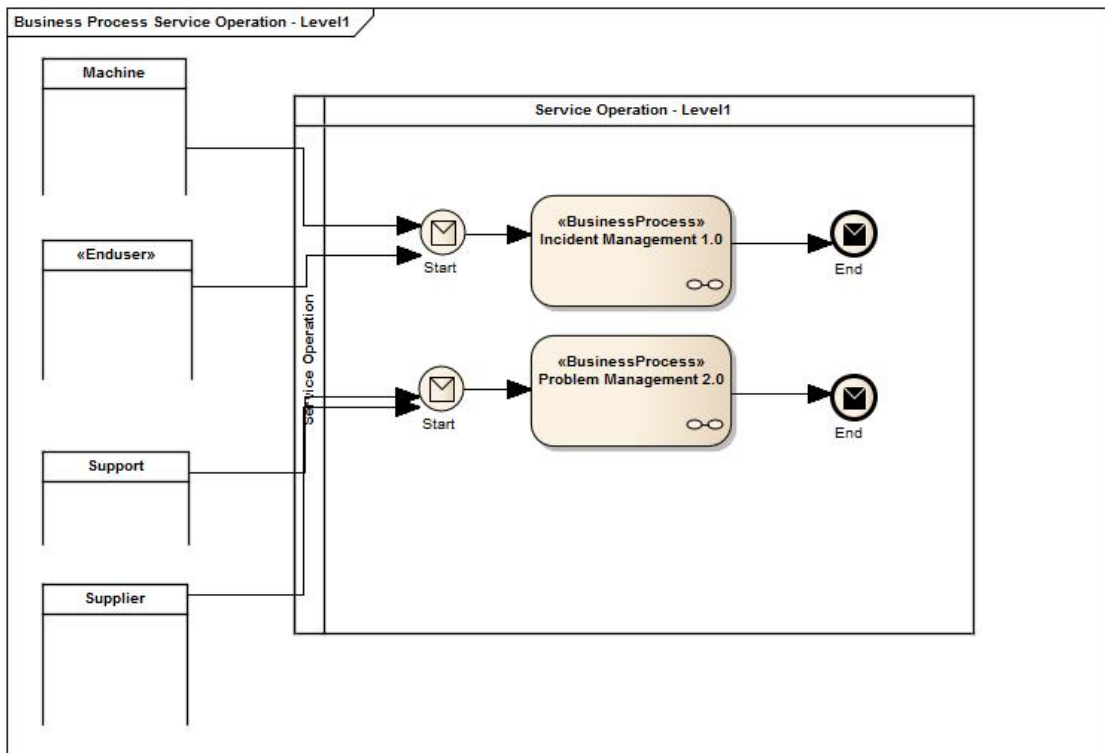 Business Process Service Operation - Level1
Machine
Service Operation - Level1
«BusinessProcess»
Incident Management 1.0
«Enduser»
Start
End
Service Operation
«BusinessProcess»
Problem Management 2.0
Start
End
Support
Supplier